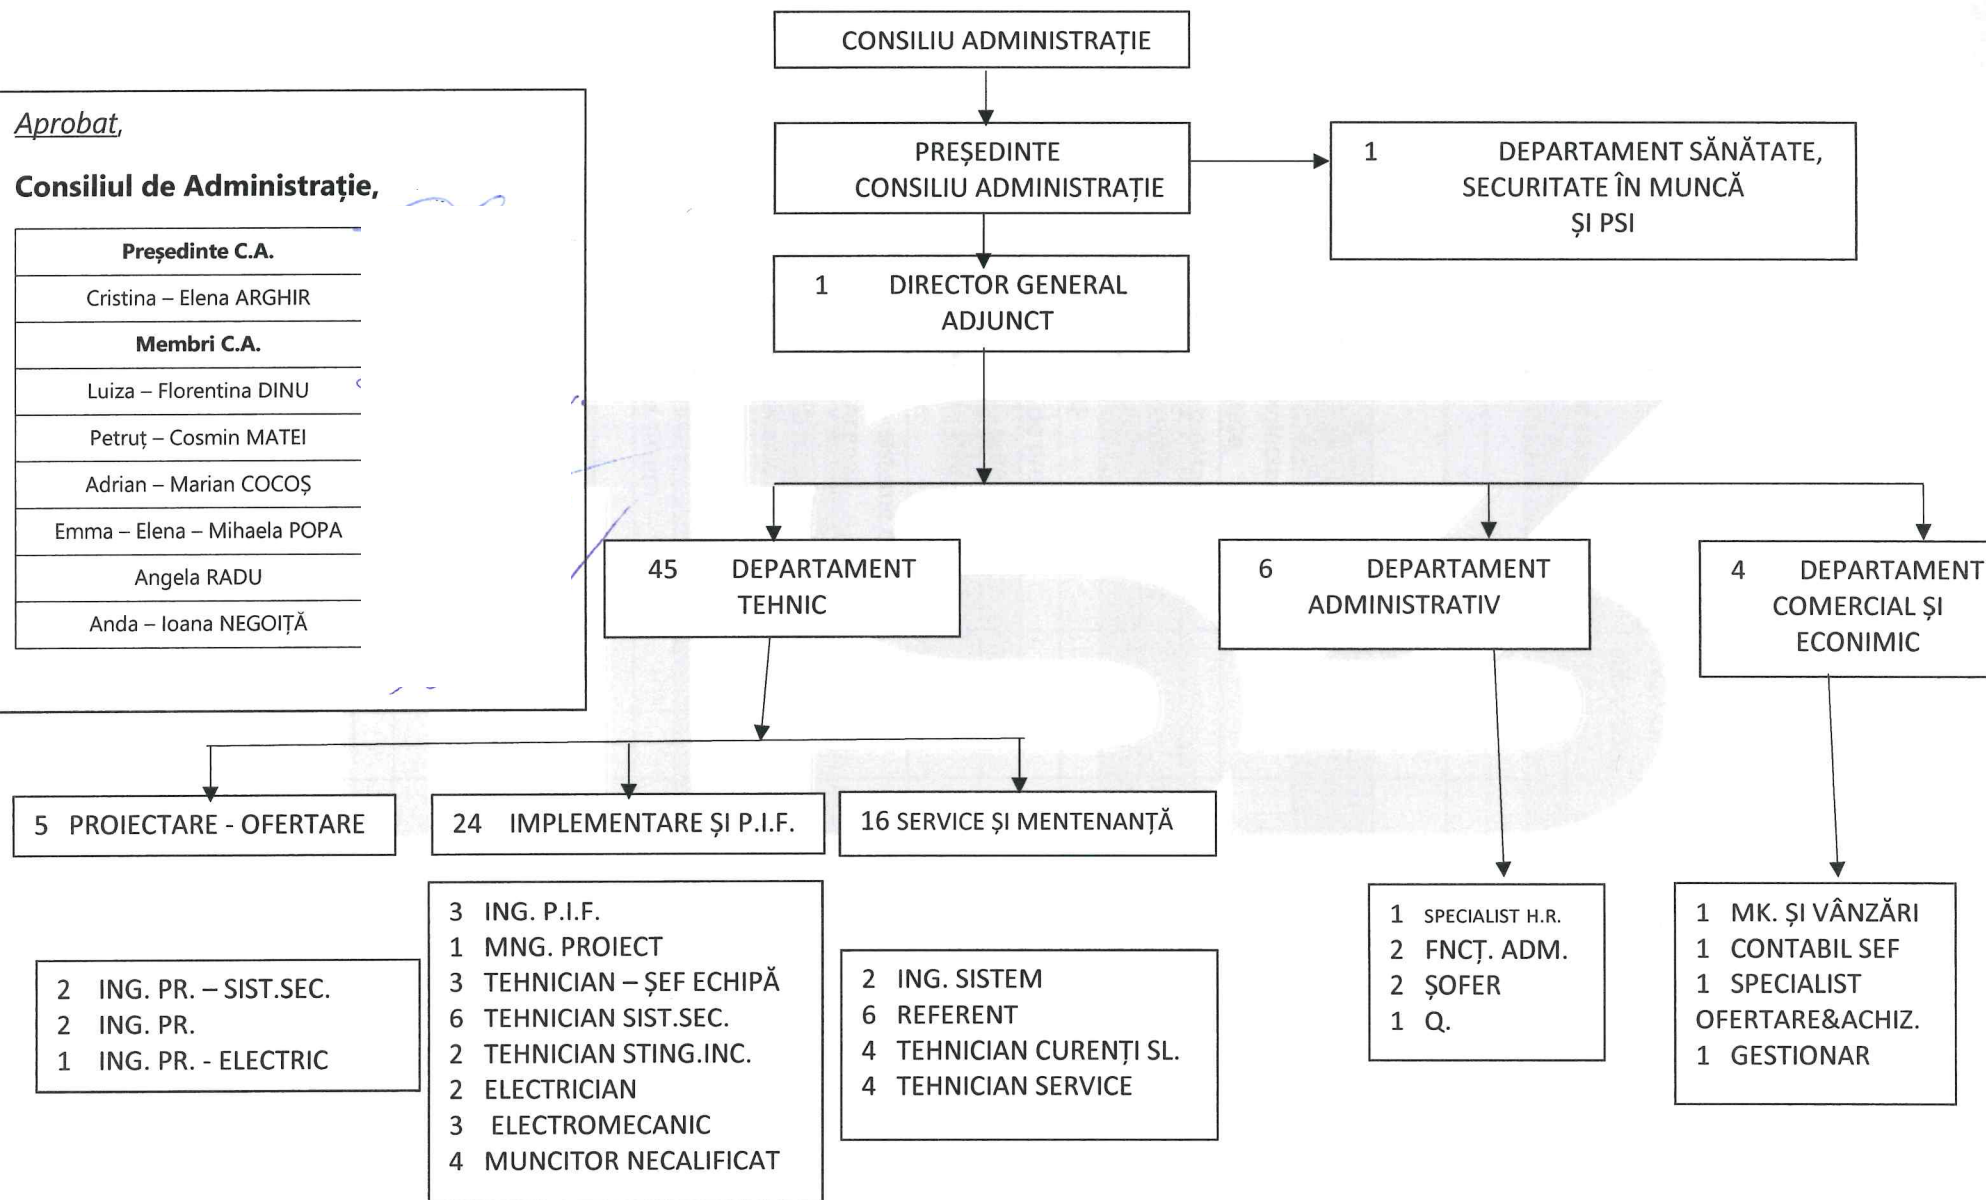 CONSILIU ADMINISTRAȚIE
Aprobat,
Consiliul de Administrație,
Președinte C.A.
Cristina – Elena ARGHIR
Membri C.A.
Luiza – Florentina DINU
Petruț – Cosmin MATEI
Adrian – Marian COCOȘ
Emma – Elena – Mihaela POPA
Angela RADU
Anda – Ioana NEGOIȚĂ
PREȘEDINTE
CONSILIU ADMINISTRAȚIE
1 DEPARTAMENT SĂNĂTATE,
SECURITATE ÎN MUNCĂ
ȘI PSI
1 DIRECTOR GENERAL
ADJUNCT
45 DEPARTAMENT
TEHNIC
6 DEPARTAMENT
ADMINISTRATIV
4 DEPARTAMENT
COMERCIAL ȘI
ECONIMIC
5 PROIECTARE - OFERTARE
24 IMPLEMENTARE ȘI P.I.F.
16 SERVICE ȘI MENTENANȚĂ
2 ING. PR. – SIST.SEC.
2 ING. PR.
1 ING. PR. - ELECTRIC
3 ING. P.I.F.
1 MNG. PROIECT
3 TEHNICIAN – ȘEF ECHIPĂ
6 TEHNICIAN SIST.SEC.
2 TEHNICIAN STING.INC.
2 ELECTRICIAN
3 ELECTROMECANIC
4 MUNCITOR NECALIFICAT
2 ING. SISTEM
6 REFERENT
4 TEHNICIAN CURENȚI SL.
4 TEHNICIAN SERVICE
1 SPECIALIST H.R.
2 FNCȚ. ADM.
2 ȘOFER
1 Q.
1 MK. ȘI VÂNZĂRI
1 CONTABIL SEF
1 SPECIALIST
OFERTARE&ACHIZ.
1 GESTIONAR